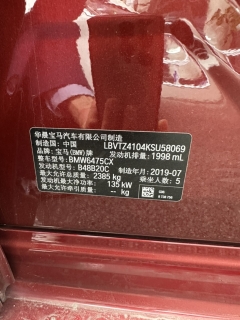 华晨宝马汽车有限公司制造
制造国：中国 LBVTZ4104KSU58069
品牌：宝马(BMW)牌 发动机排量：1998 mL
整车型号：BMW6475CX
发动机型号：B48B20C 制造年月：2019-07
最大允许总质量：2385 kg 乘坐人数：5
发动机最大净功率：135 kW
最大允许牵引质量： kg